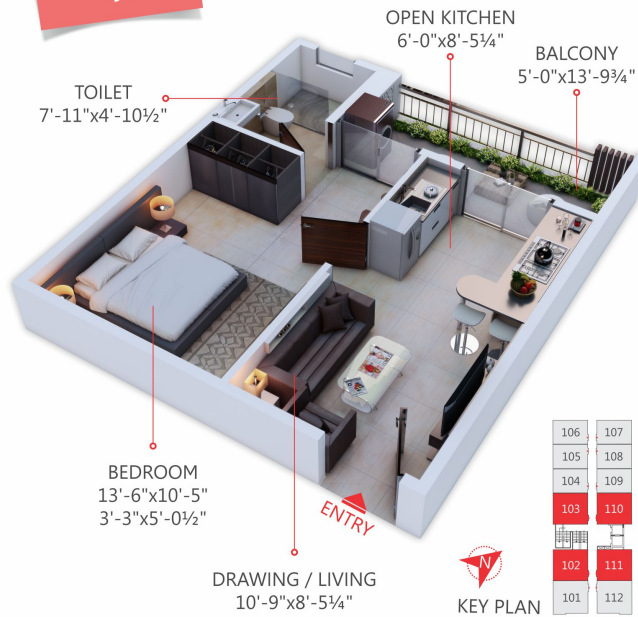 OPEN KITCHEN
6'-0"x8'-5¼"
BALCONY
5'-0"x13'-9¾"
TOILET
7'-11"x4'-10½"
BEDROOM
13'-6"x10'-5"
3'-3"x5'-0½"
ENTRY
DRAWING / LIVING
10'-9"x8'-5¼"
N
KEY PLAN
106 107
105 108
104 109
103 110
102 111
101 112